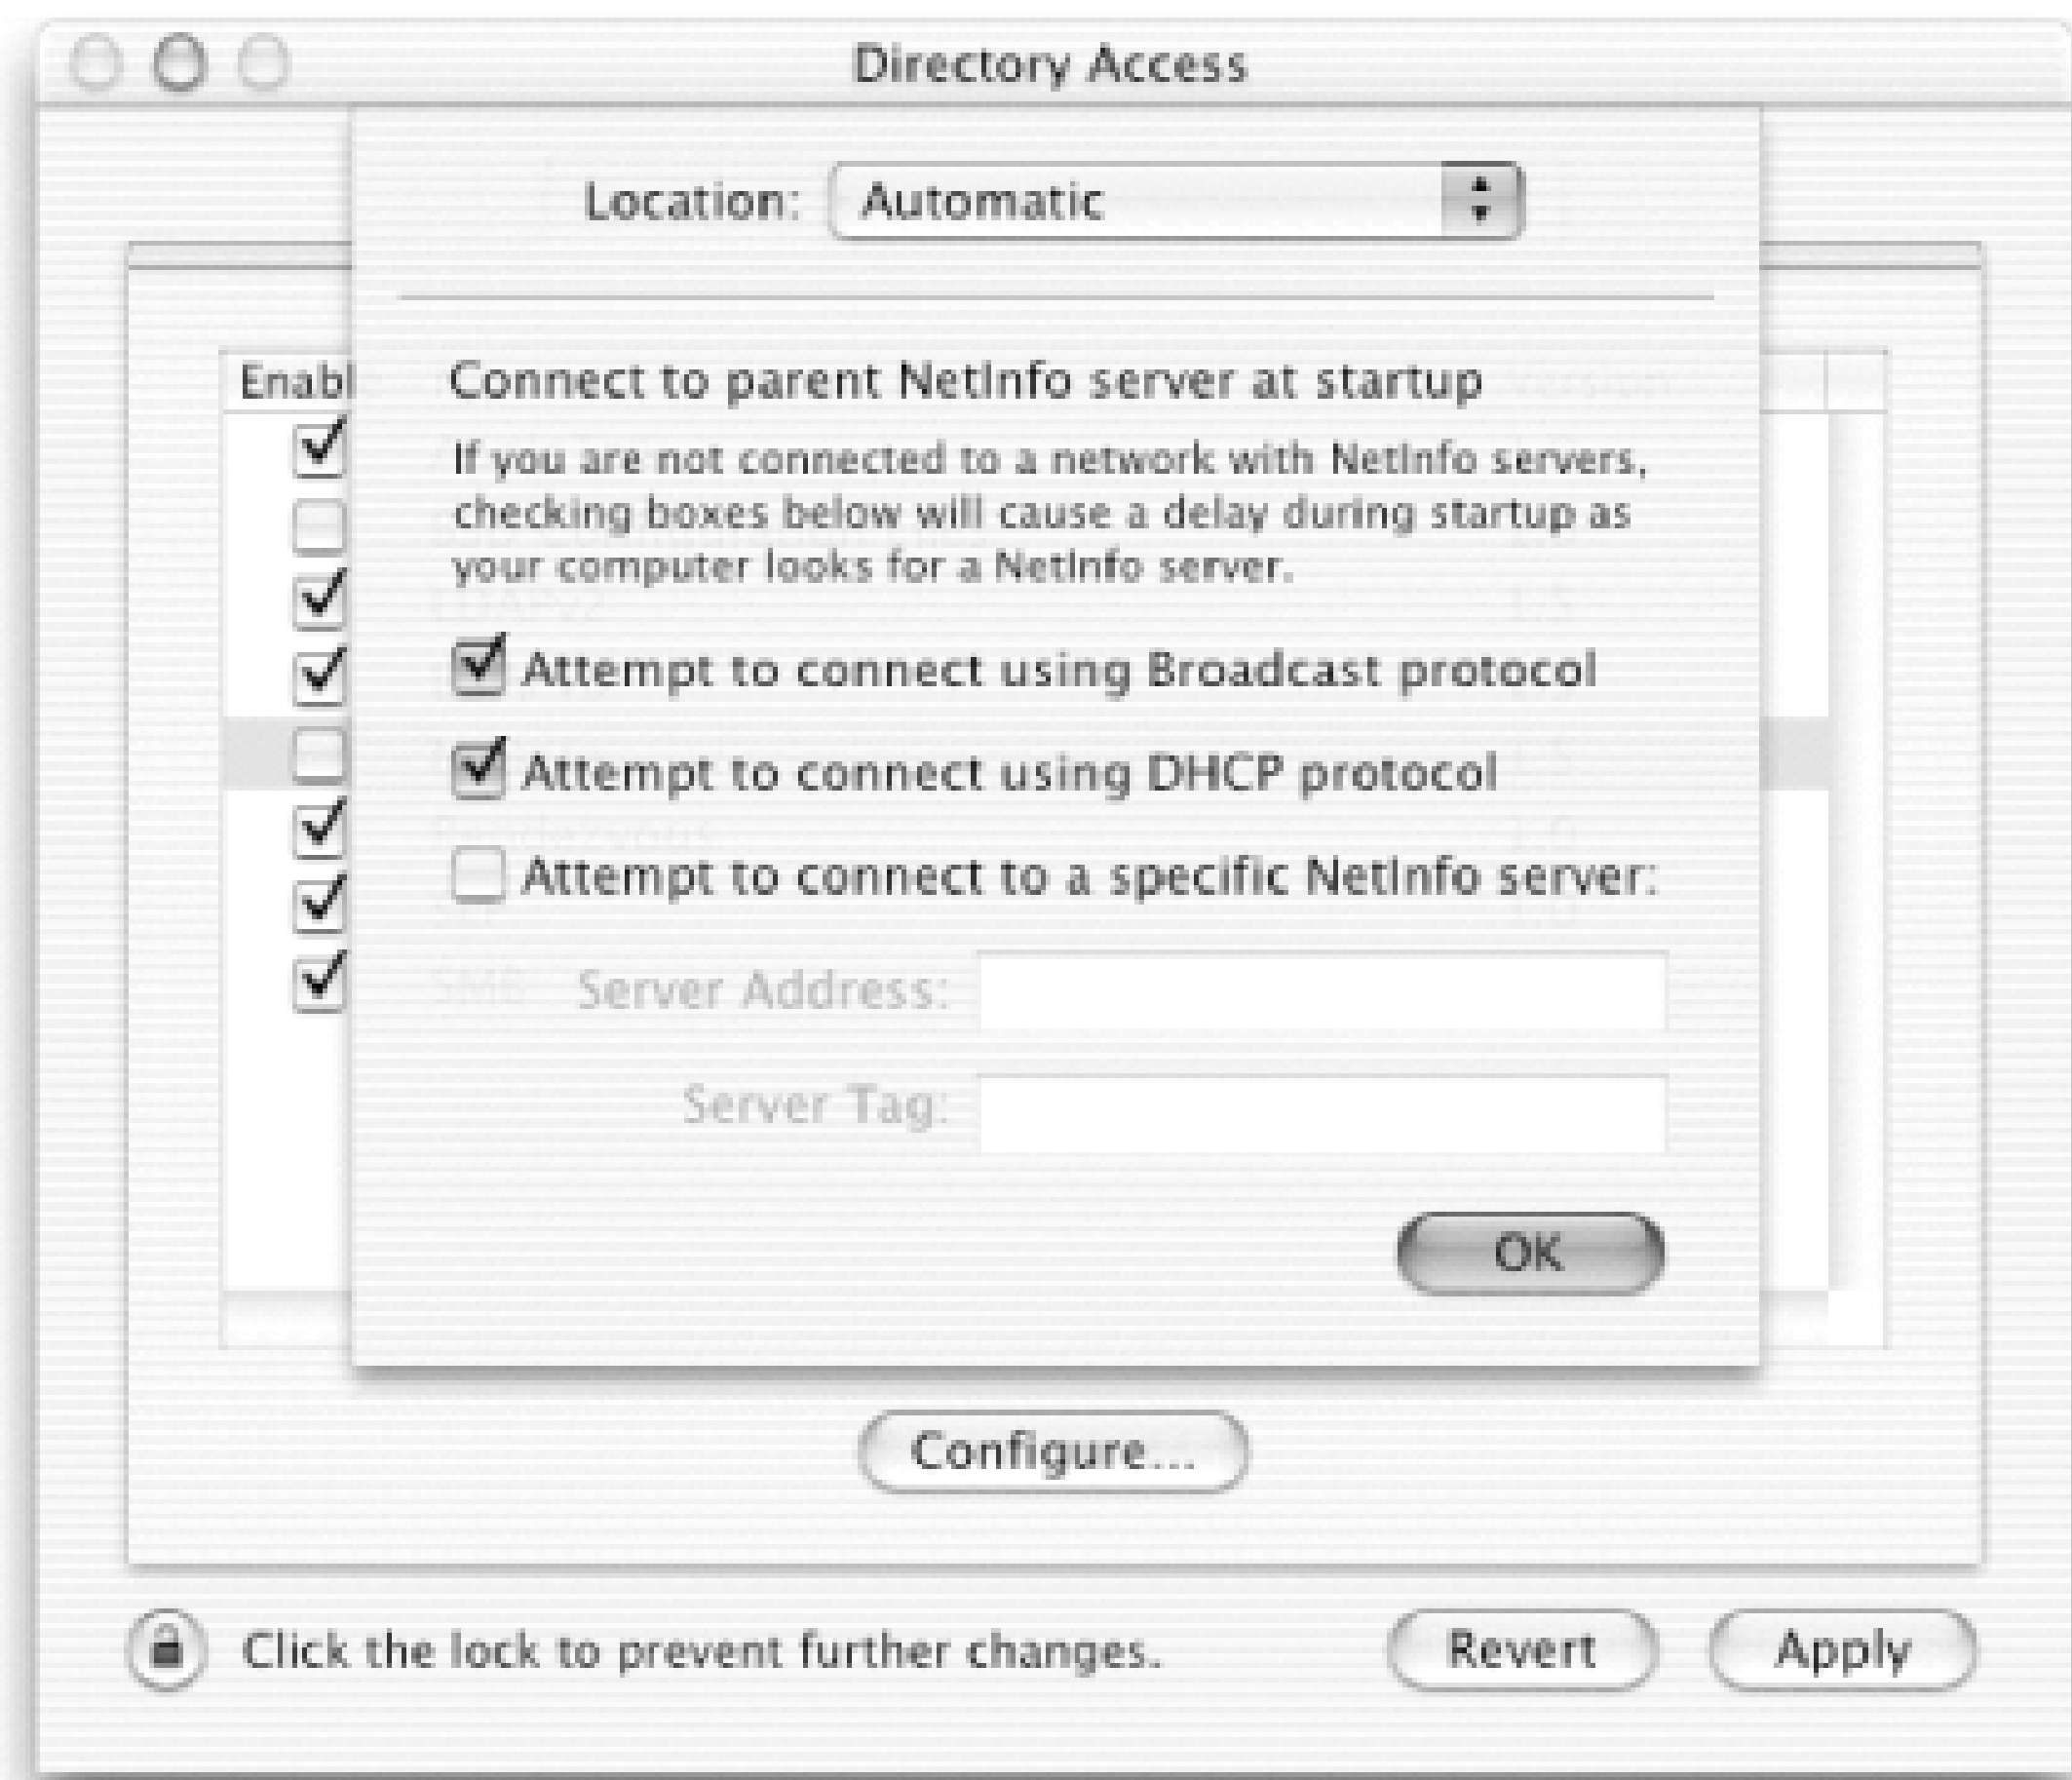 Directory Access
Location: Automatic
Enabl
Connect to parent NetInfo server at startup
If you are not connected to a network with NetInfo servers,
checking boxes below will cause a delay during startup as
your computer looks for a NetInfo server.
Attempt to connect using Broadcast protocol
Attempt to connect using DHCP protocol
Attempt to connect to a specific NetInfo server:
SMB
Server Address:
Server Tag:
OK
Configure...
Click the lock to prevent further changes.
Revert
Apply